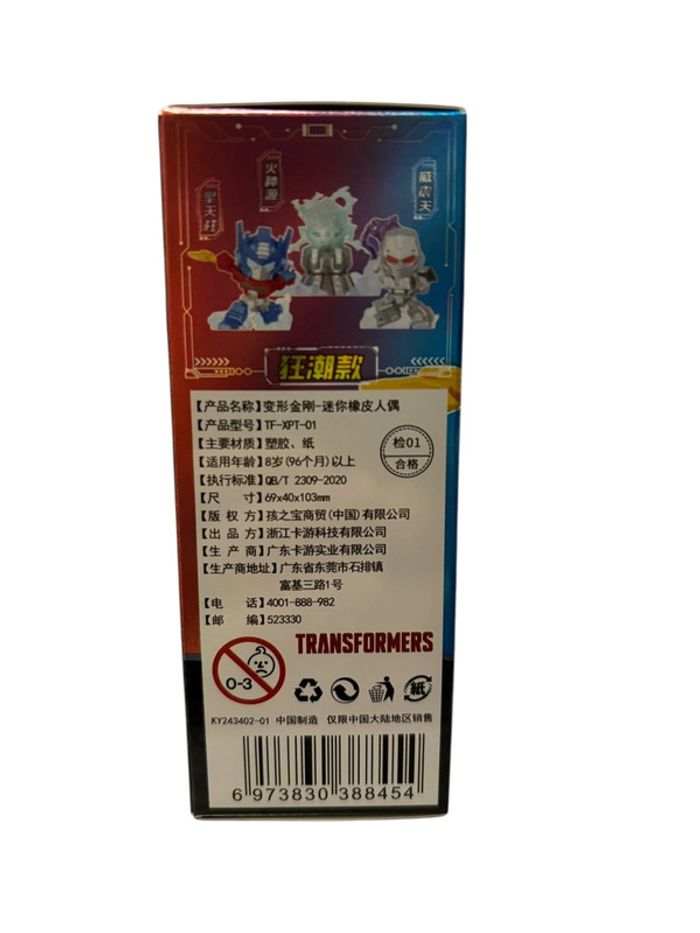 火种源
威震天
擎天柱
狂潮款
【产品名称】变形金刚-迷你橡皮人偶
【产品型号】TF-XPT-01
【主要材质】塑胶、纸
【适用年龄】8岁(96个月)以上
【执行标准】QB/T 2309-2020
【尺 寸】69x40x103mm
【版 权 方】孩之宝商贸(中国)有限公司
【出 品 方】浙江卡游科技有限公司
【生 产 商】广东卡游实业有限公司
【生产商地址】广东省东莞市石排镇
富基三路1号
【电 话】4001-888-982
【邮 编】523330
检01
合格
TRANSFORMERS
0-3
紙
KY243402-01 中国制造 仅限中国大陆地区销售
6 973830 388454